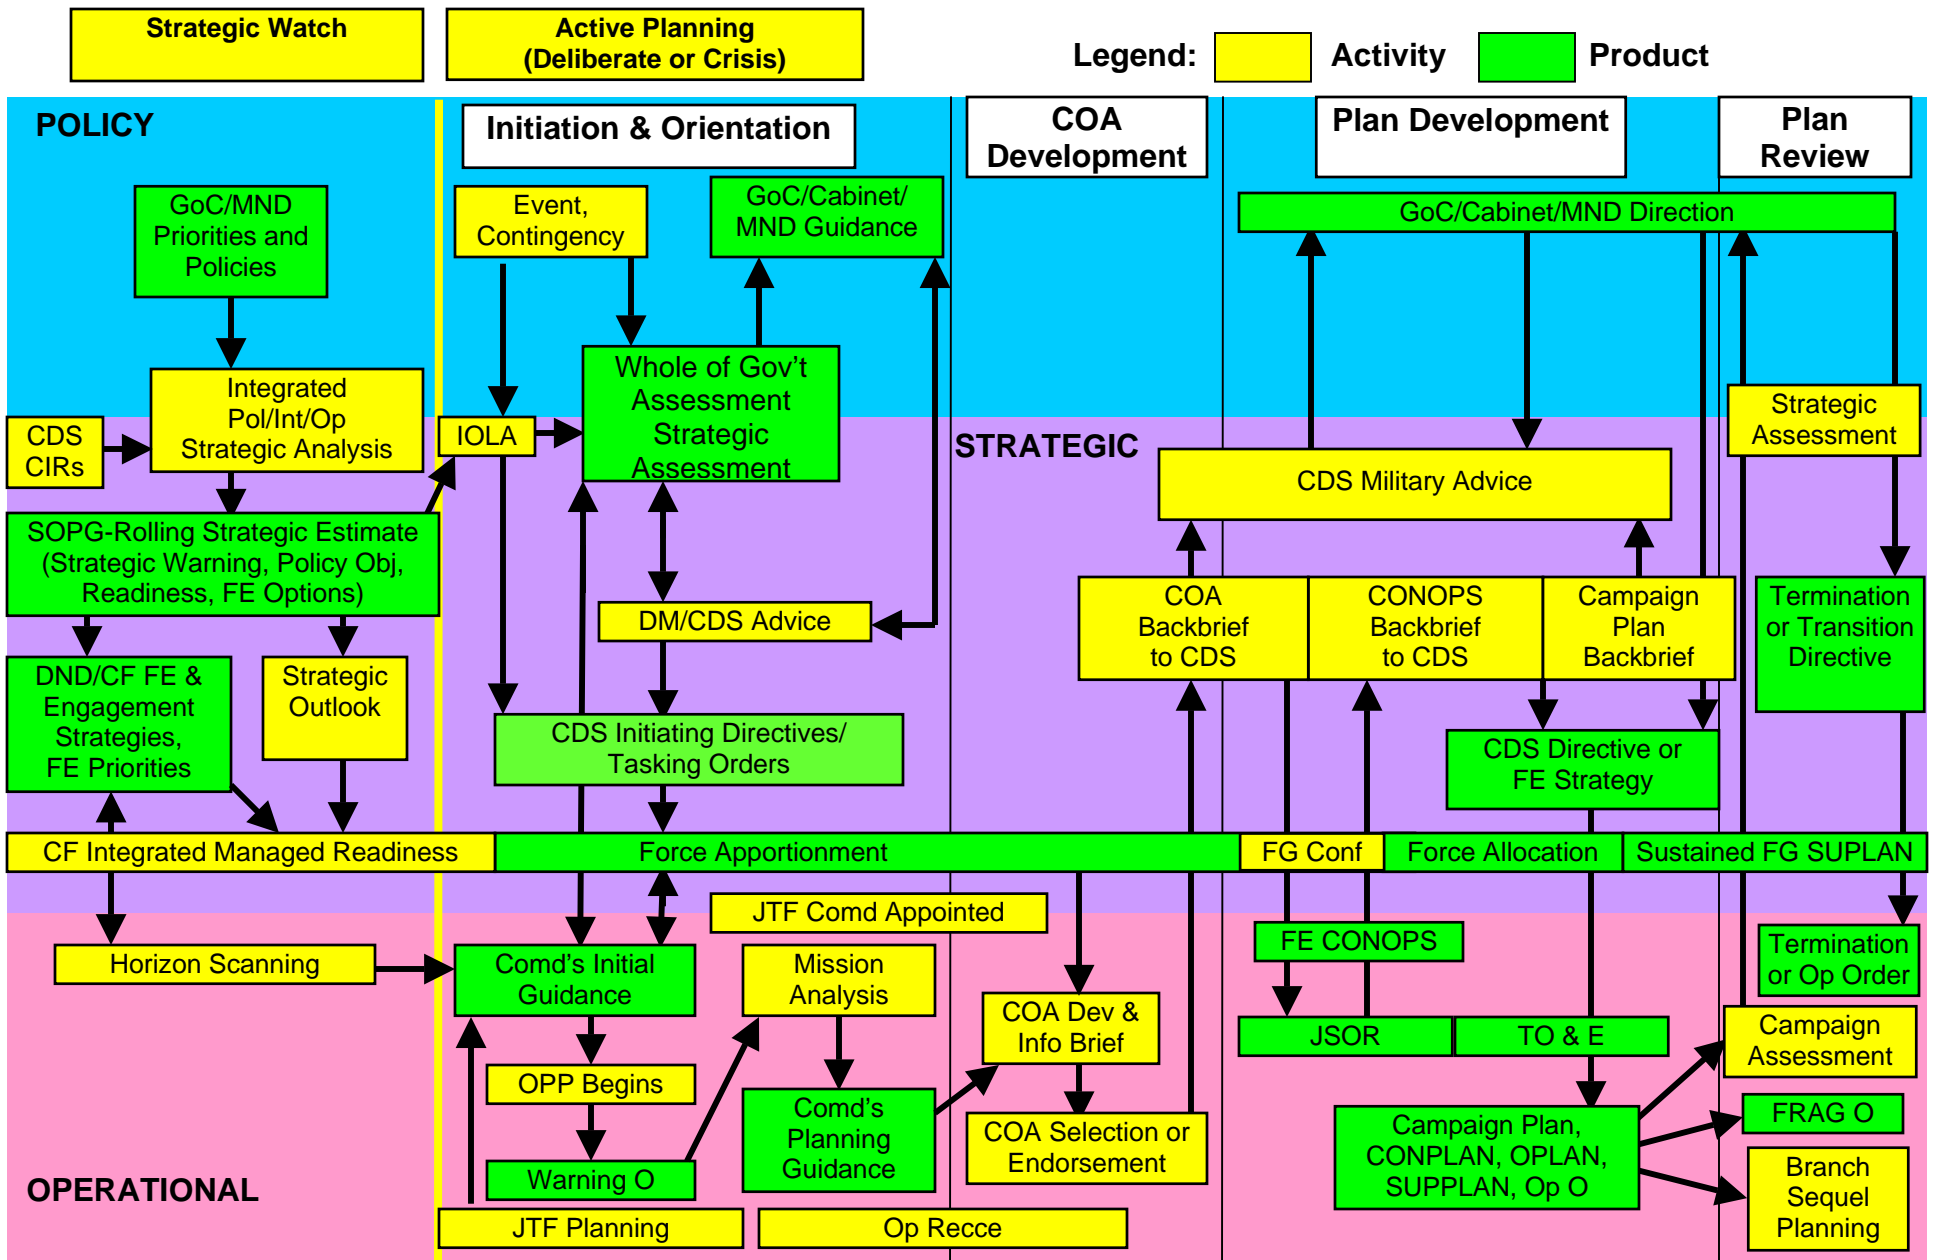 Strategic Watch
Active Planning
(Deliberate or Crisis)
Legend:
Activity
Product
POLICY
Initiation & Orientation
COA
Development
Plan Development
Plan
Review
GoC/MND
Priorities and
Policies
Event,
Contingency
GoC/Cabinet/
MND Guidance
GoC/Cabinet/MND Direction
Integrated
Pol/Int/Op
Strategic Analysis
CDS
CIRs
IOLA
Whole of Gov't
Assessment
Strategic
Assessment
STRATEGIC
CDS Military Advice
Strategic
Assessment
SOPG-Rolling Strategic Estimate
(Strategic Warning, Policy Obj,
Readiness, FE Options)
DM/CDS Advice
COA
Backbrief
to CDS
CONOPS
Backbrief
to CDS
Campaign
Plan
Backbrief
Termination
or Transition
Directive
DND/CF FE &
Engagement
Strategies,
FE Priorities
Strategic
Outlook
CDS Initiating Directives/
Tasking Orders
CDS Directive or
FE Strategy
CF Integrated Managed Readiness
Force Apportionment
FG Conf
Force Allocation
Sustained FG SUPLAN
JTF Comd Appointed
Horizon Scanning
Comd's Initial
Guidance
Mission
Analysis
FE CONOPS
Termination
or Op Order
COA Dev &
Info Brief
JSOR
TO & E
Campaign
Assessment
OPP Begins
Comd's
Planning
Guidance
COA Selection or
Endorsement
Campaign Plan,
CONPLAN, OPLAN,
SUPPLAN, Op O
FRAG O
Warning O
Branch
Sequel
Planning
OPERATIONAL
JTF Planning
Op Recce